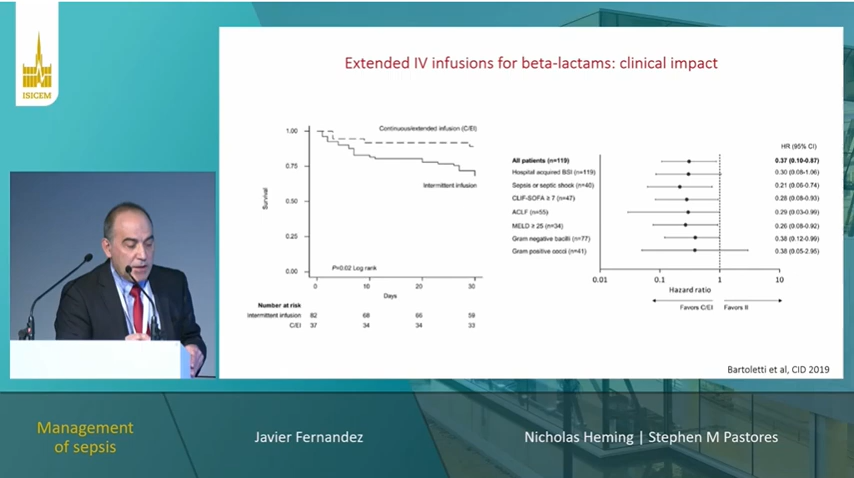 ISICEM
Extended IV infusions for beta-lactams: clinical impact
1.00
0.75
0.50
0.25
0.00
Survival
Continuous/extended infusion (C/EI)
Intermittent infusion
P=0.02 Log rank
0 10 20 30
Days
Number at risk
Intermittent infusion 82 68 66 59
C/EI 37 34 34 33
HR (95% CI)
All patients (n=119) 0.37 (0.10-0.87)
Hospital acquired BSI (n=119) 0.30 (0.08-1.06)
Sepsis or septic shock (n=40) 0.21 (0.06-0.74)
CLIF-SOFA ≥ 7 (n=47) 0.28 (0.08-0.93)
ACLF (n=55) 0.29 (0.03-0.99)
MELD ≥ 25 (n=34) 0.26 (0.08-0.92)
Gram negative bacilli (n=77) 0.38 (0.12-0.99)
Gram positive cocci (n=41) 0.38 (0.05-2.95)
0.01 0.1 1 10
Hazard ratio
Favors C/EI Favors II
Bartoletti et al, CID 2019
Management
of sepsis
Javier Fernandez
Nicholas Heming | Stephen M Pastores